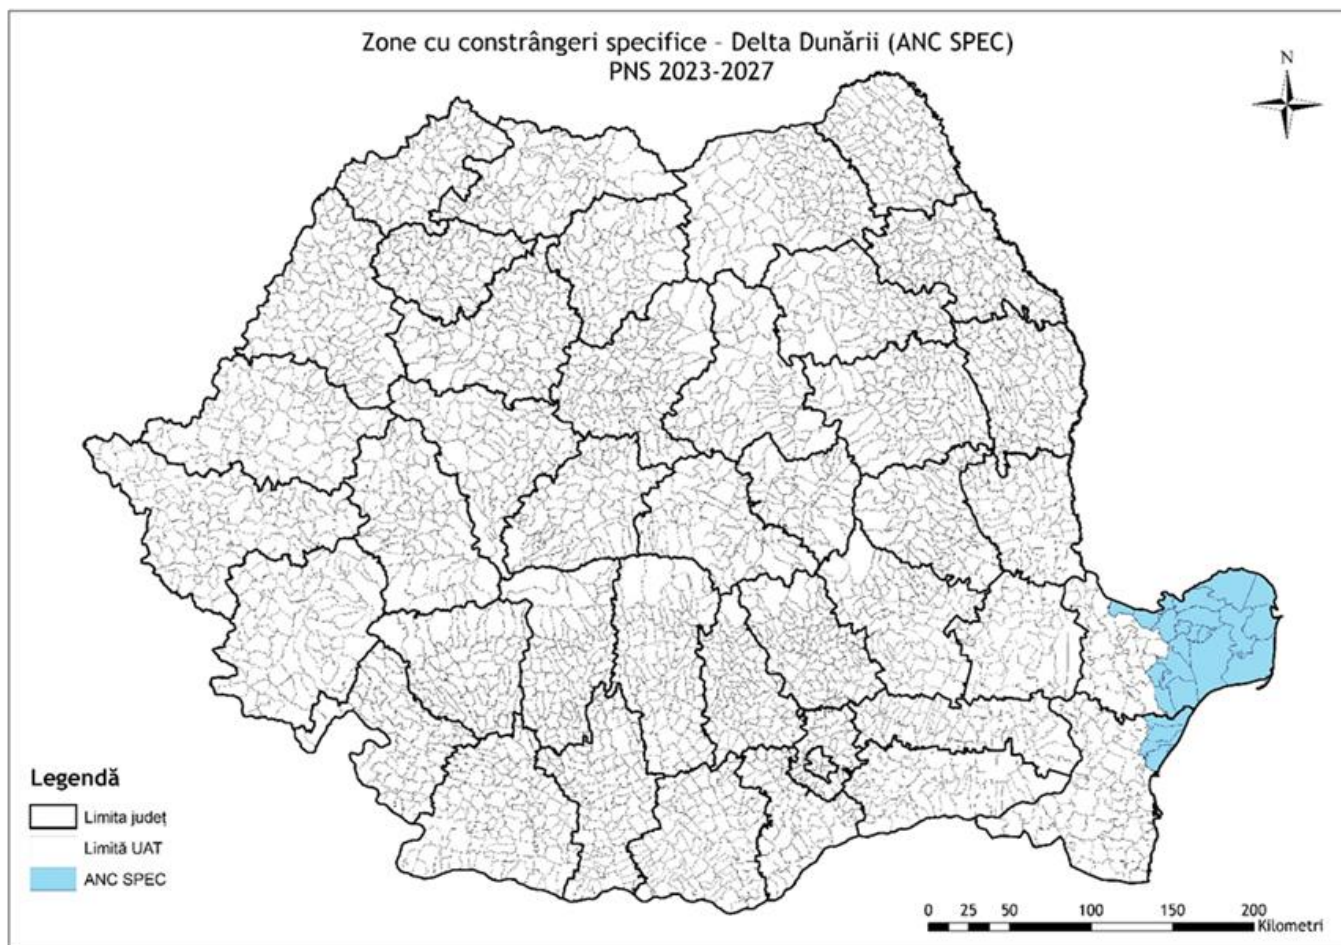 Zone cu constrângeri specifice - Delta Dunării (ANC SPEC)
PNS 2023-2027
N
Legendă
Limita județ
Limită UAT
ANC SPEC
0 25 50 100 150 200
Kilometri